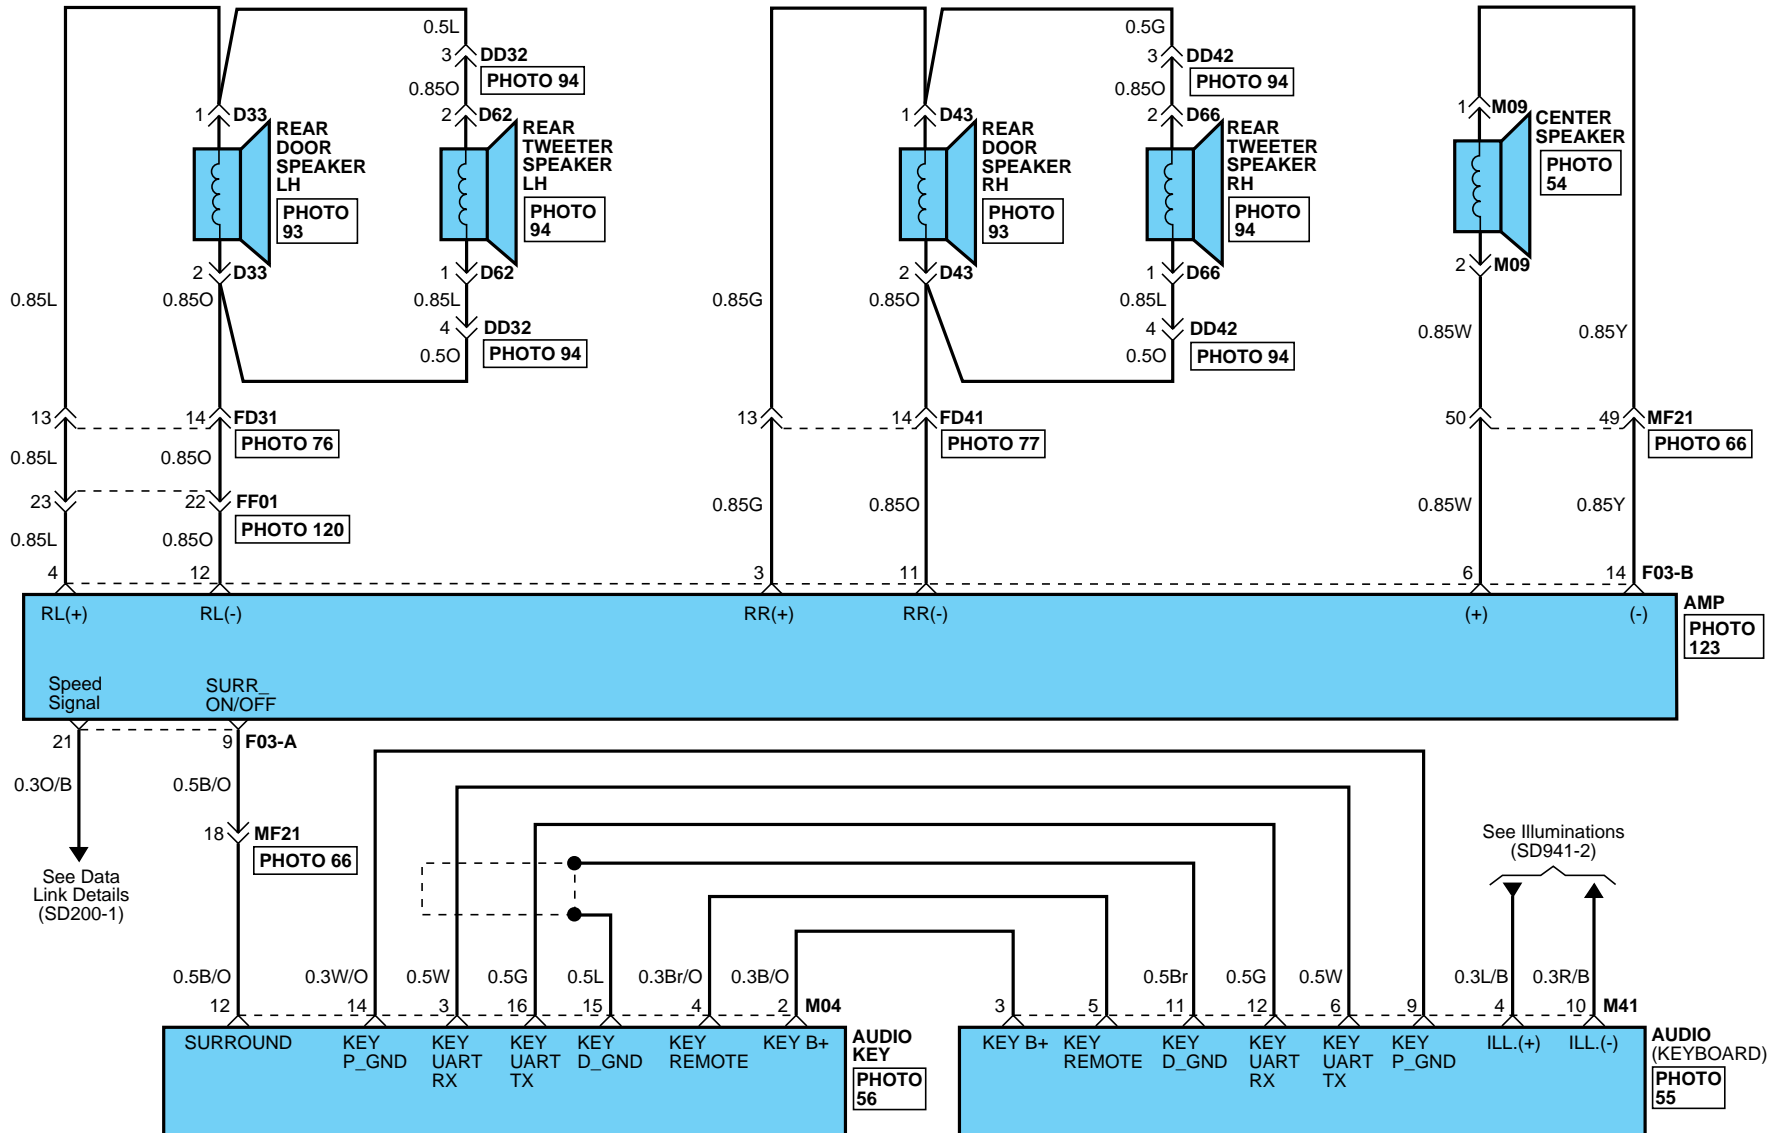 0.5L
0.5G
3 DD32
PHOTO 94
3 DD42
PHOTO 94
0.85O
0.85O
1 D33
2 D62
1 D43
2 D66
1 M09
REAR
DOOR
SPEAKER
LH
PHOTO
93
REAR
TWEETER
SPEAKER
LH
PHOTO
94
REAR
DOOR
SPEAKER
RH
PHOTO
93
REAR
TWEETER
SPEAKER
RH
PHOTO
94
CENTER
SPEAKER
PHOTO
54
2 D33
1 D62
2 D43
1 D66
2 M09
0.85L
0.85O
0.85L
0.85G
0.85O
0.85L
0.85W
0.85Y
4 DD32
PHOTO 94
4 DD42
PHOTO 94
0.5O
0.5O
13
14 FD31
PHOTO 76
13
14 FD41
PHOTO 77
50
49 MF21
PHOTO 66
0.85L
0.85O
23
22 FF01
PHOTO 120
0.85G
0.85O
0.85W
0.85Y
0.85L
0.85O
4
12
3
11
6
14 F03-B
RL(+)
RL(-)
RR(+)
RR(-)
(+)
(-)
AMP
PHOTO
123
Speed
Signal
SURR_
ON/OFF
21
9 F03-A
0.3O/B
0.5B/O
18 MF21
PHOTO 66
See Data
Link Details
(SD200-1)
See Illuminations
(SD941-2)
0.5B/O
0.3W/O
0.5W
0.5G
0.5L
0.3Br/O
0.3B/O
0.5Br
0.5G
0.5W
0.3L/B
0.3R/B
12
14
3
16
15
4
2 M04
3
5
11
12
6
9
4
10 M41
SURROUND
KEY
P_GND
KEY
UART
RX
KEY
UART
TX
KEY
D_GND
KEY
REMOTE
KEY B+
AUDIO
KEY
PHOTO
56
KEY B+
KEY
REMOTE
KEY
D_GND
KEY
UART
RX
KEY
UART
TX
KEY
P_GND
ILL.(+)
ILL.(-)
AUDIO
(KEYBOARD)
PHOTO
55